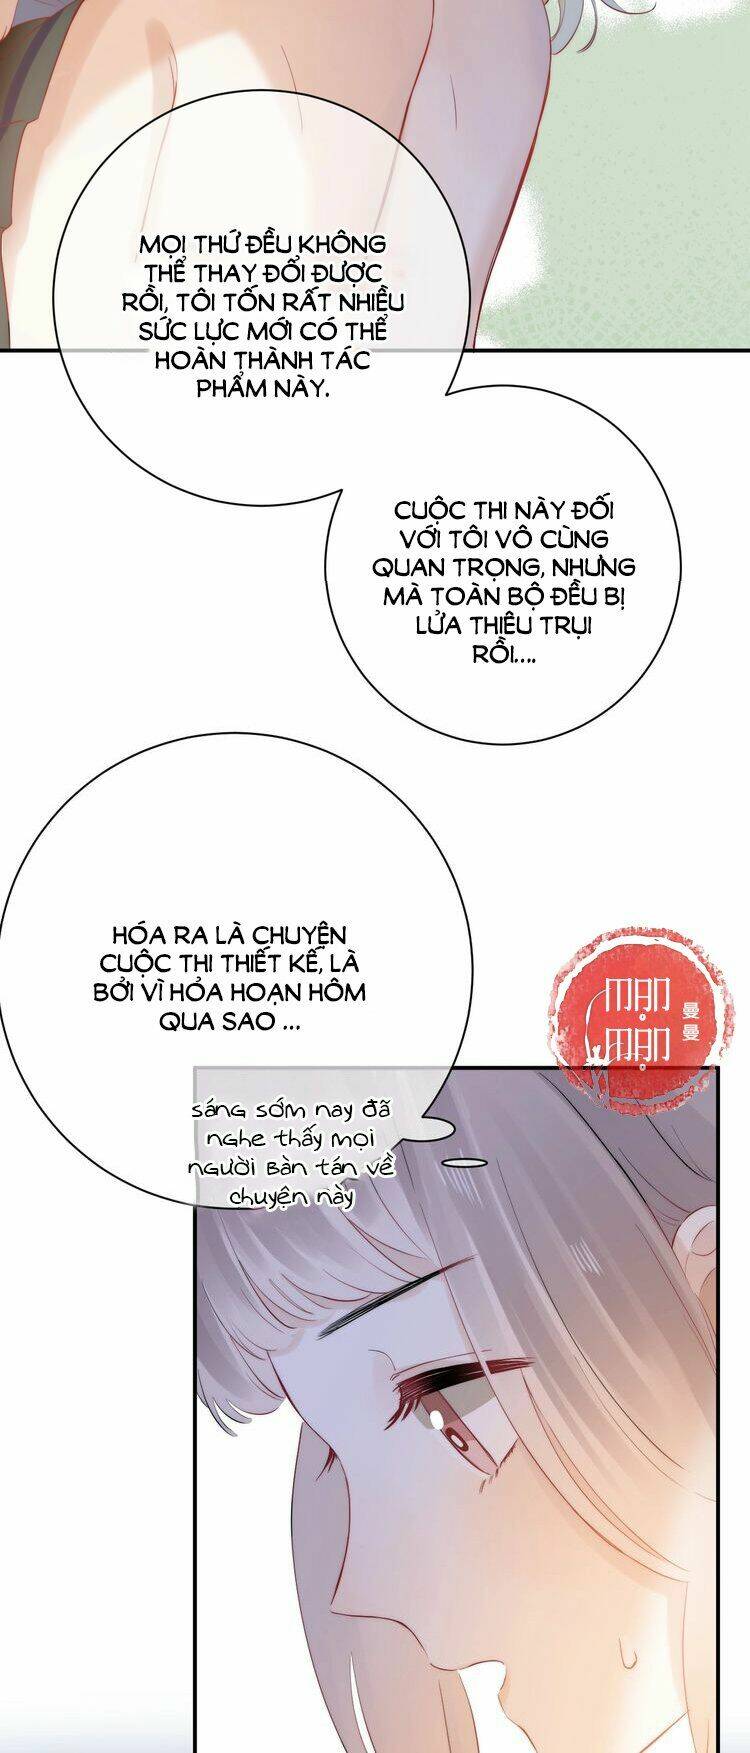 MỌI THỨ ĐỀU KHÔNG
THỂ THAY ĐỔI ĐƯỢC
RỒI, TÔI TỐN RẤT NHIỀU
SỨC LỰC MỚI CÓ THỂ
HOÀN THÀNH TÁC
PHẨM NÀY.
CUỘC THI NÀY ĐỐI
VỚI TÔI VÔ CÙNG
QUAN TRỌNG, NHƯNG
MÀ TOÀN BỘ ĐỀU BỊ
LỬA THIÊU TRỤI
RỒI....
HÓA RA LÀ CHUYỆN
CUỘC THI THIẾT KẾ, LÀ
BỞI VÌ HỎA HOẠN HÔM
QUA SAO ...
MẠN
MẠN
曼曼
sáng sớm nay đã
nghe thấy mọi
người bàn tán về
chuyện này